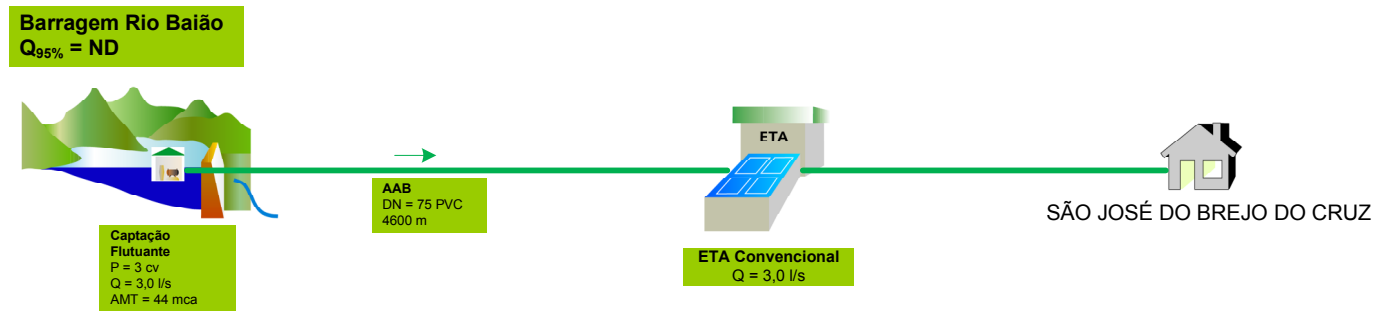 Barragem Rio Baião
Q95% = ND
ETA
AAB
DN = 75 PVC
4600 m
SÃO JOSÉ DO BREJO DO CRUZ
Captação
Flutuante
P = 3 cv
Q = 3,0 l/s
AMT = 44 mca
ETA Convencional
Q = 3,0 l/s